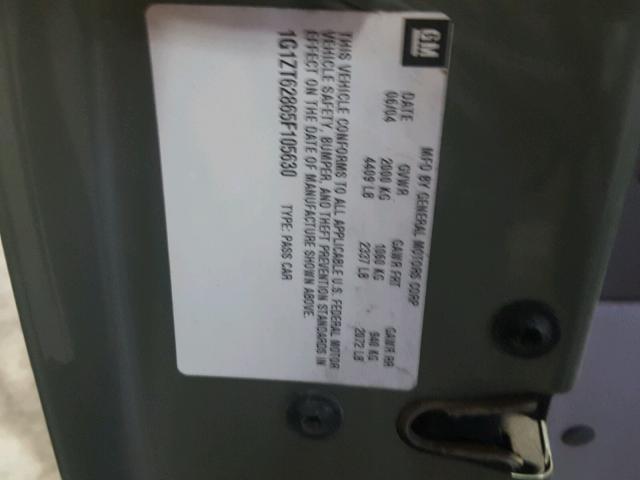 GM
MFD BY GENERAL MOTORS CORP
DATE GVWR GAWR FRT GAWR RR
06/04 2000 KG 1060 KG 940 KG
4409 LB 2337 LB 2072 LB
THIS VEHICLE CONFORMS TO ALL APPLICABLE U.S. FEDERAL MOTOR
VEHICLE SAFETY, BUMPER, AND THEFT PREVENTION STANDARDS IN
EFFECT ON THE DATE OF MANUFACTURE SHOWN ABOVE.
1G1ZT62865F105630 TYPE: PASS CAR